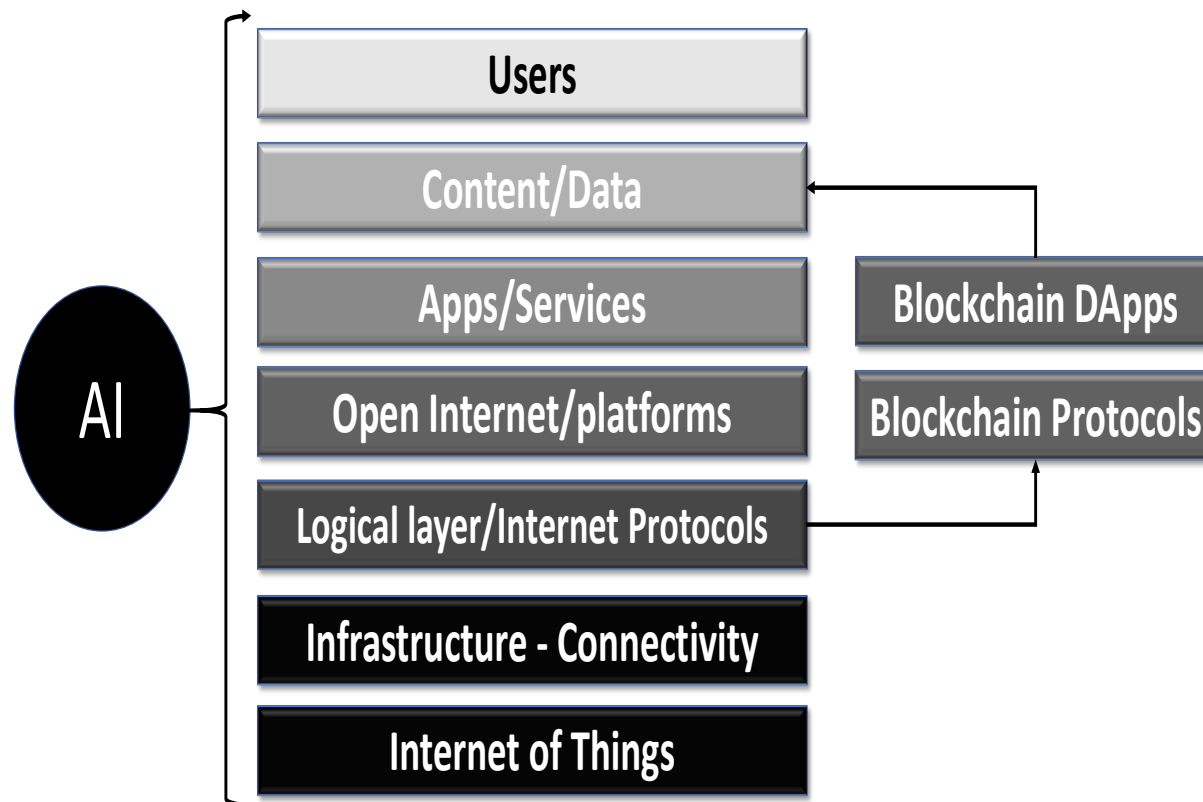 Users
Content/Data
Apps/Services
Blockchain DApps
AI
Open Internet/platforms
Blockchain Protocols
Logical layer/Internet Protocols
Infrastructure - Connectivity
Internet of Things